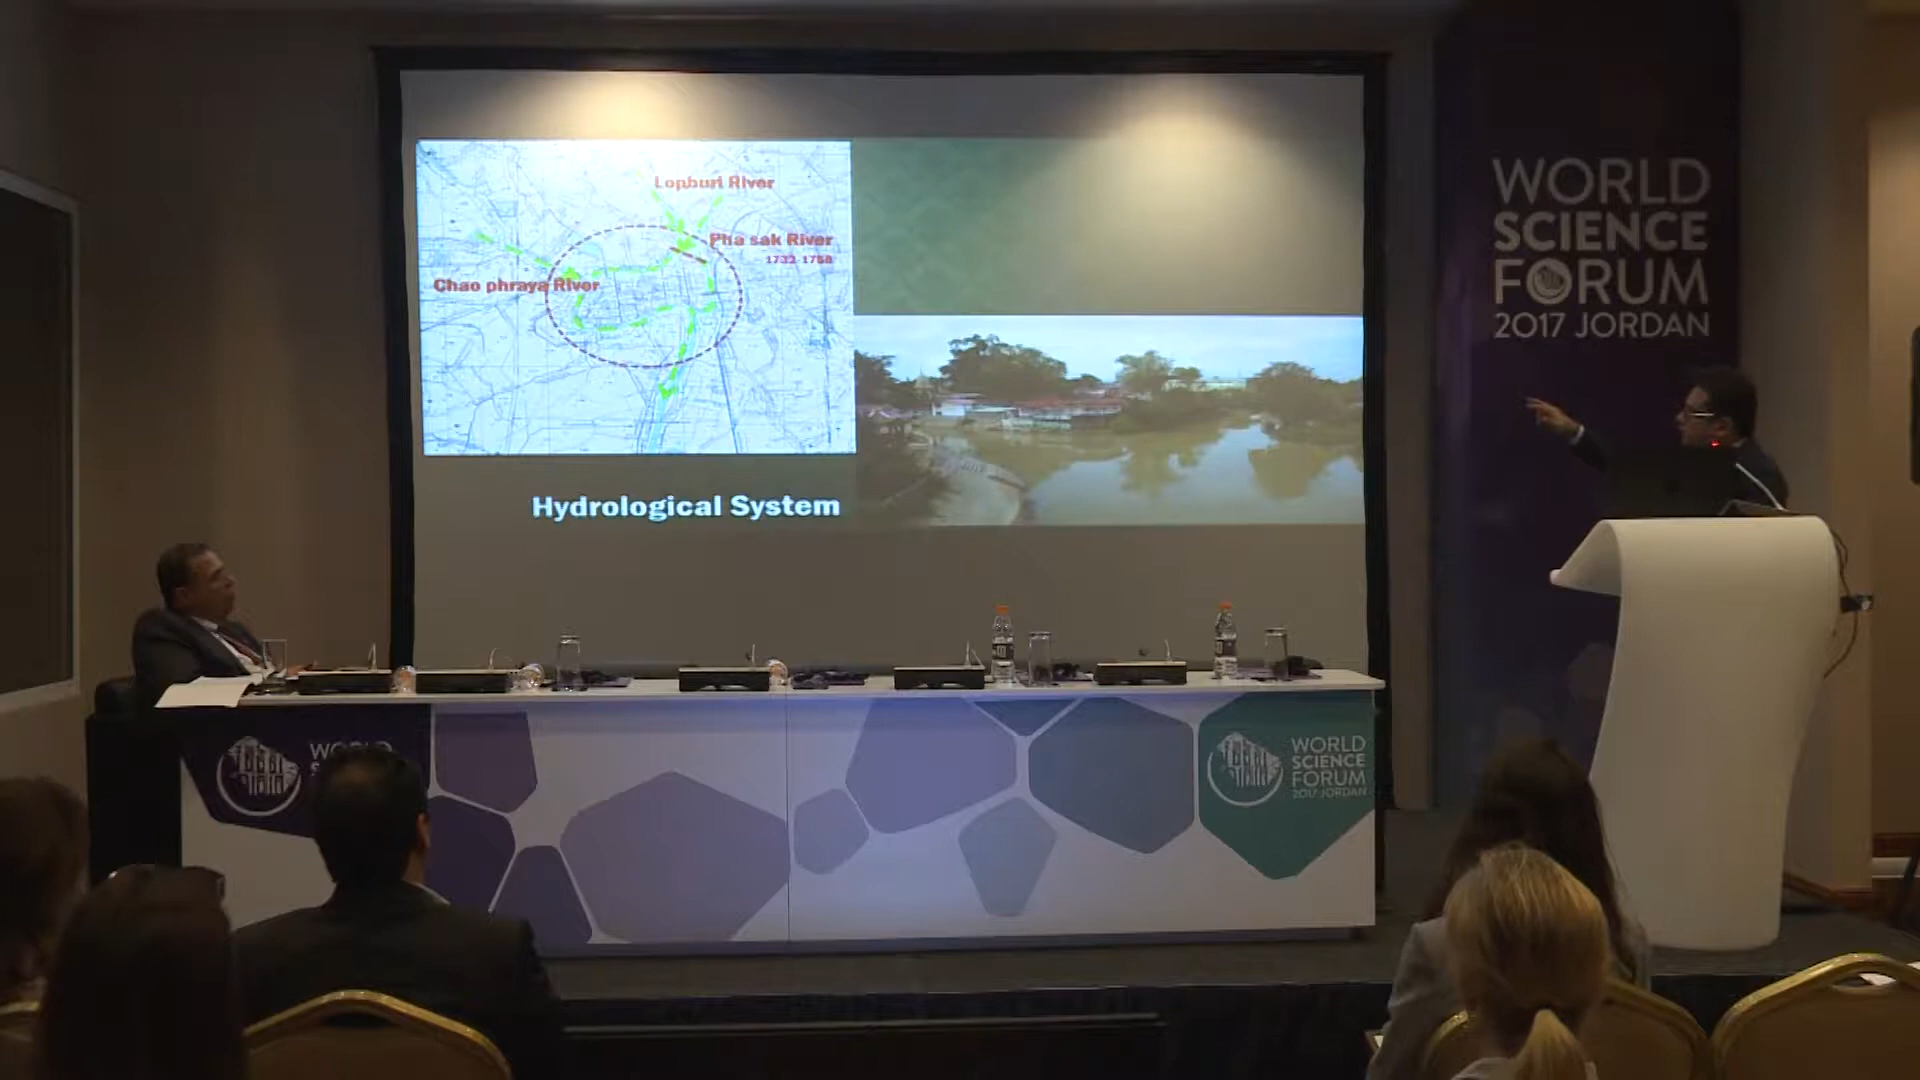 Lopburi River
Pha sak River
1732-1758
Chao phraya River
Hydrological System
WORLD
SCIENCE
FORUM
2017 JORDAN
WORLD
WORLD
SCIENCE
FORUM
2017 JORDAN